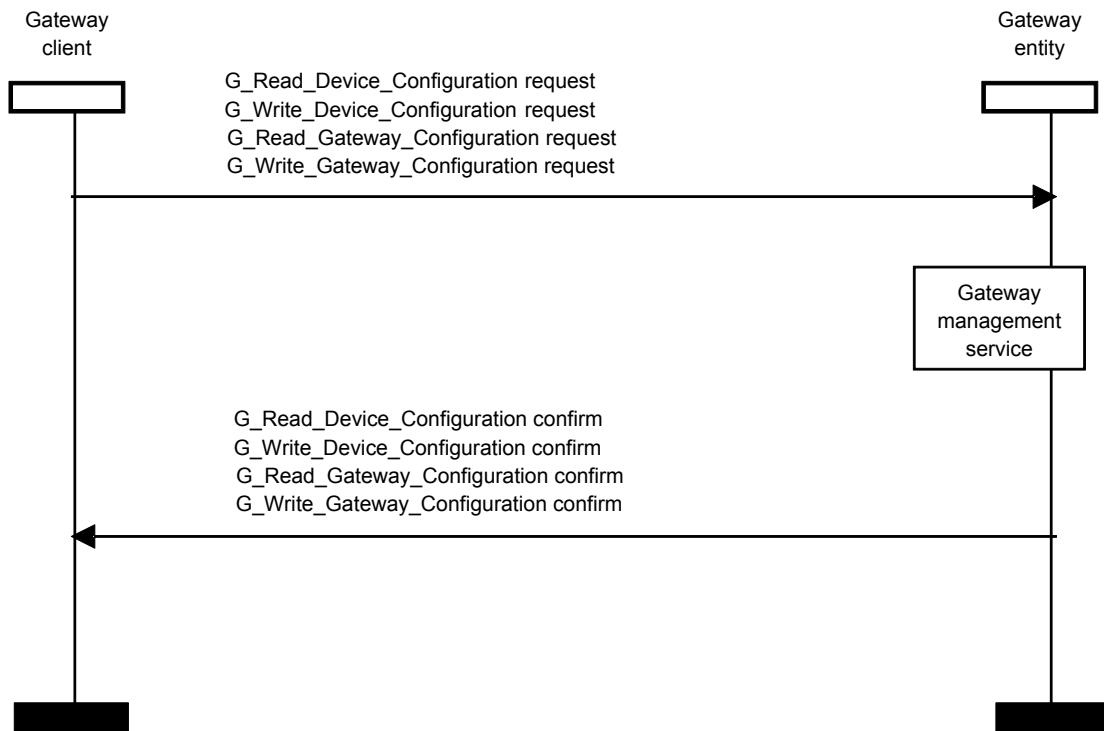 Gateway
client
Gateway
entity
G_Read_Device_Configuration request
G_Write_Device_Configuration request
G_Read_Gateway_Configuration request
G_Write_Gateway_Configuration request
Gateway
management
service
G_Read_Device_Configuration confirm
G_Write_Device_Configuration confirm
G_Read_Gateway_Configuration confirm
G_Write_Gateway_Configuration confirm